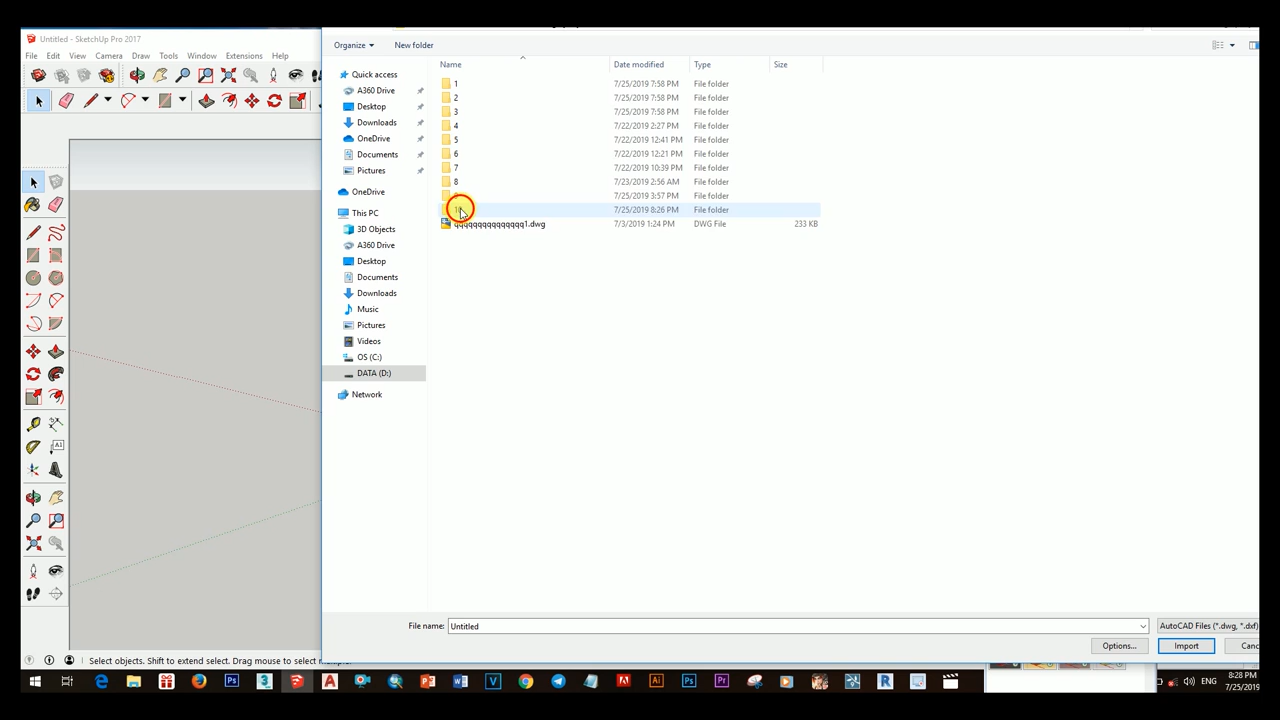 Untitled - SketchUp Pro 2017
File Edit View Camera Draw Tools Window Extensions Help
Organize New folder
Name Date modified Type Size
Quick access
A360 Drive
Desktop
Downloads
OneDrive
Documents
Pictures
OneDrive
This PC
3D Objects
A360 Drive
Desktop
Documents
Downloads
Music
Pictures
Videos
OS (C:)
DATA (D:)
Network
1 7/25/2019 7:58 PM File folder
2 7/25/2019 7:58 PM File folder
3 7/25/2019 7:58 PM File folder
4 7/22/2019 2:27 PM File folder
5 7/22/2019 12:41 PM File folder
6 7/22/2019 12:21 PM File folder
7 7/22/2019 10:39 PM File folder
8 7/23/2019 2:56 AM File folder
7/25/2019 3:57 PM File folder
7/25/2019 8:26 PM File folder
7/3/2019 1:24 PM DWG File 233 KB
File name: Untitled AutoCAD Files (*.dwg, *.dxf)
Options... Import Canc
Select objects. Shift to extend select. Drag mouse to select
ENG 8:28 PM
7/25/2019